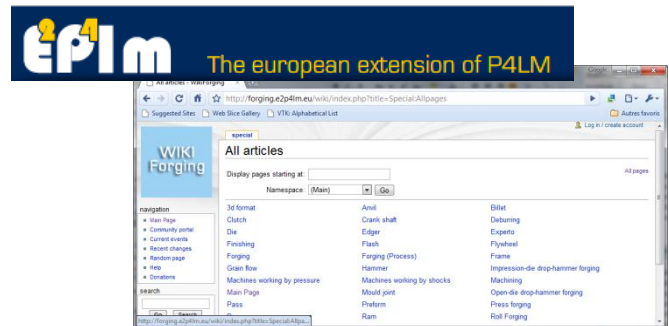 e2p4lm The european extension of P4LM
Google
All articles - WikiForging
http://forging.e2p4lm.eu/wiki/index.php?title=Special:Allpages
Suggested Sites Web Slice Gallery VTK: Alphabetical List Autres favoris
Log in / create account
special
WIKI
Forging
All articles
Display pages starting at:
All pages
Namespace: (Main) Go
navigation
Main Page
Community portal
Current events
Recent changes
Random page
Help
Donations
search
Go Search
3d format Anvil Billet
Clutch Crank shaft Deburring
Die Edger Experto
Finishing Flash Flywheel
Forging Forging (Process) Frame
Grain flow Hammer Impression-die drop-hammer forging
Machines working by pressure Machines working by shocks Machining
Main Page Mould joint Open-die drop-hammer forging
Pass Preform Press forging
Ram Roll Forging
http://forging.e2p4lm.eu/wiki/index.php?title=Special:Allpa...